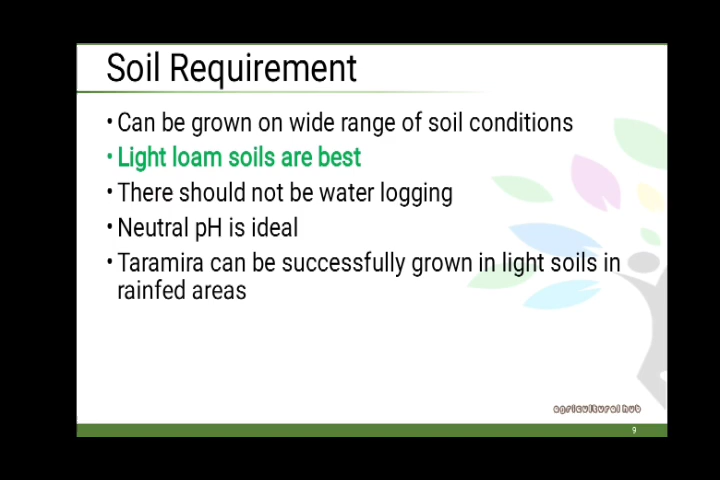 Soil Requirement
• Can be grown on wide range of soil conditions
• Light loam soils are best
• There should not be water logging
• Neutral pH is ideal
• Taramira can be successfully grown in light soils in
rainfed areas
agricultural hub
9